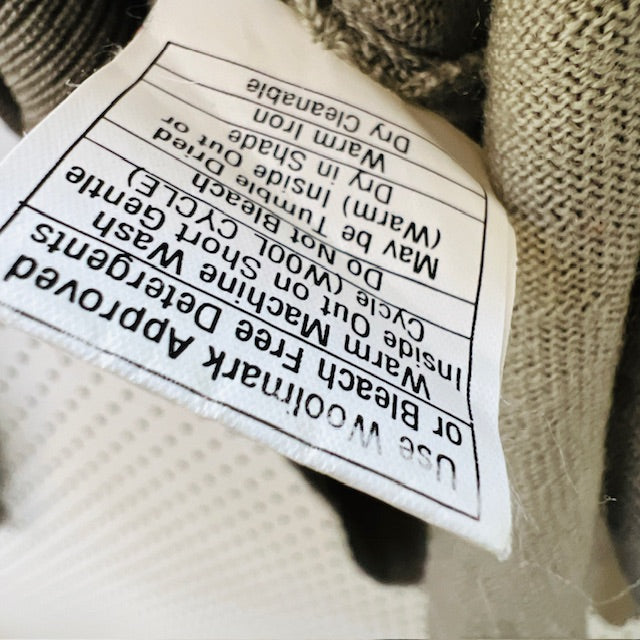 Use Woolmark Approved
or Bleach Free Detergents
Warm Machine Wash
Inside Out on Short Gentle
Cycle (WOOL CYCLE)
Do Not Bleach
May be Tumble Dried
(Warm) Inside Out or
Dry in Shade
Warm Iron
Dry Cleanable